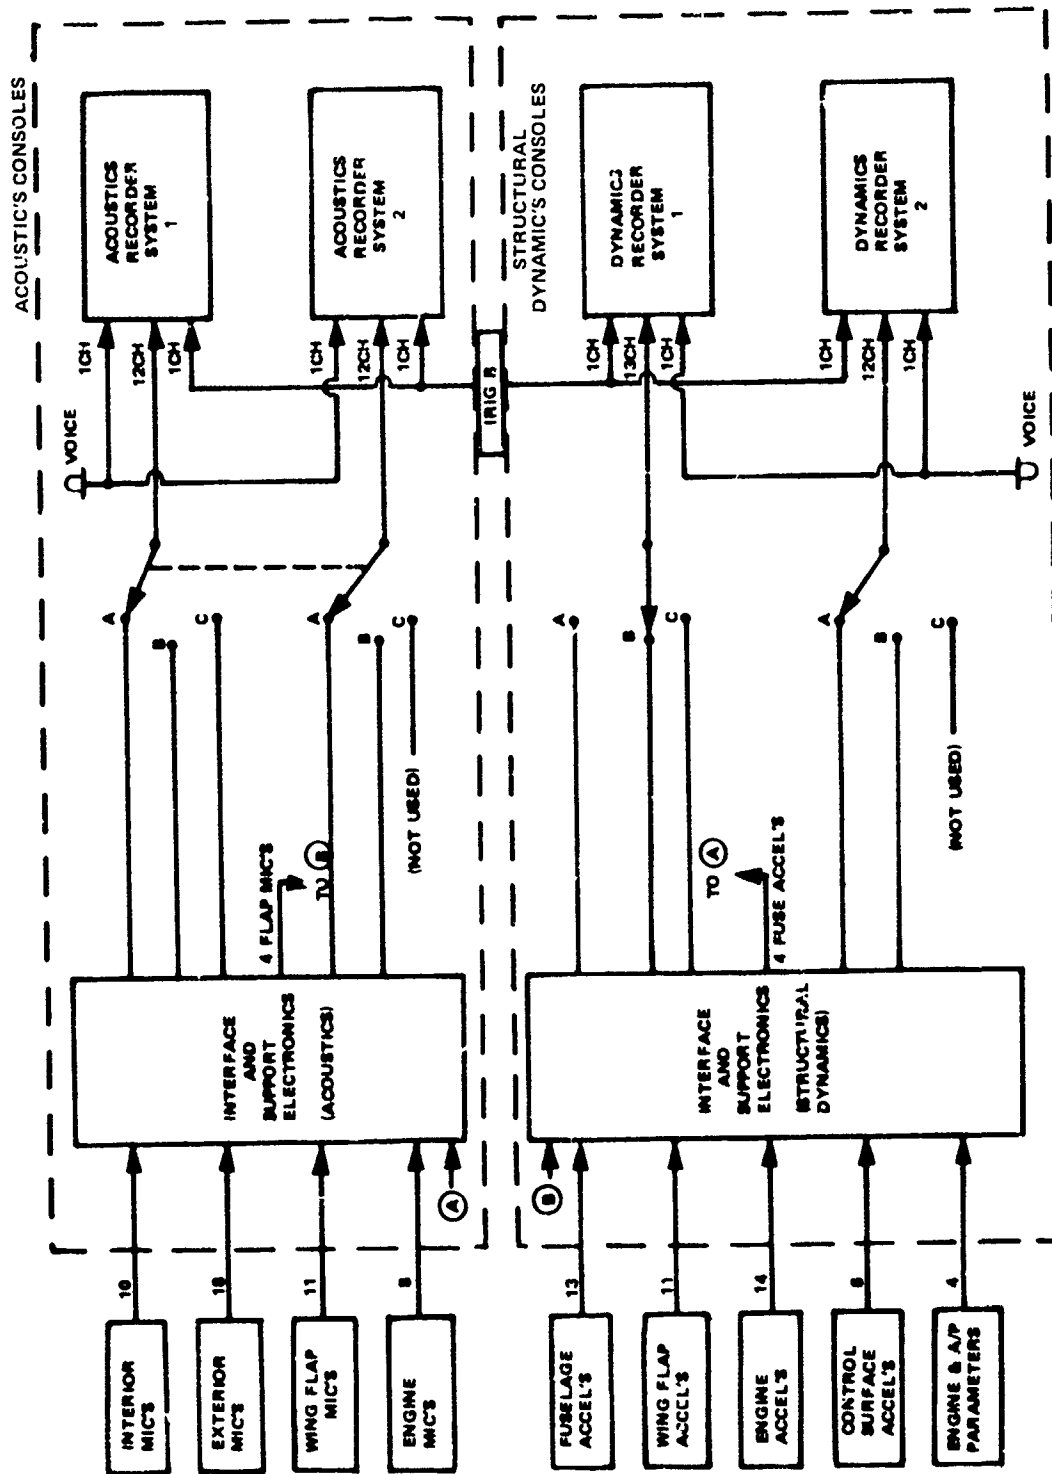 ACOUSTIC'S CONSOLES
INTERIOR
MIC'S
10
EXTERIOR
MIC'S
WING FLAP
MIC'S
11
ENGINE
MIC'S
A
INTERFACE
AND
SUPPORT
ELECTRONICS
(ACOUSTICS)
4 FLAP MIC'S
TO B
A
B
C
A
B
C
(NOT USED)
VOICE
1CH
12CH
1CH
1CH
12CH
1CH
ACOUSTICS
RECORDER
SYSTEM
1
ACOUSTICS
RECORDER
SYSTEM
2
IRIG B
STRUCTURAL
DYNAMIC'S CONSOLES
FUSELAGE
ACCEL'S
13
WING FLAP
ACCEL'S
11
ENGINE
ACCEL'S
14
CONTROL
SURFACE
ACCEL'S
ENGINE & A/P
PARAMETERS
4
B
INTERFACE
AND
SUPPORT
ELECTRONICS
(STRUCTURAL
DYNAMICS)
TO A
4 FUSE ACCEL'S
A
B
C
A
B
C
(NOT USED)
1CH
13CH
1CH
1CH
12CH
1CH
VOICE
DYNAMICS
RECORDER
SYSTEM
1
DYNAMICS
RECORDER
SYSTEM
2